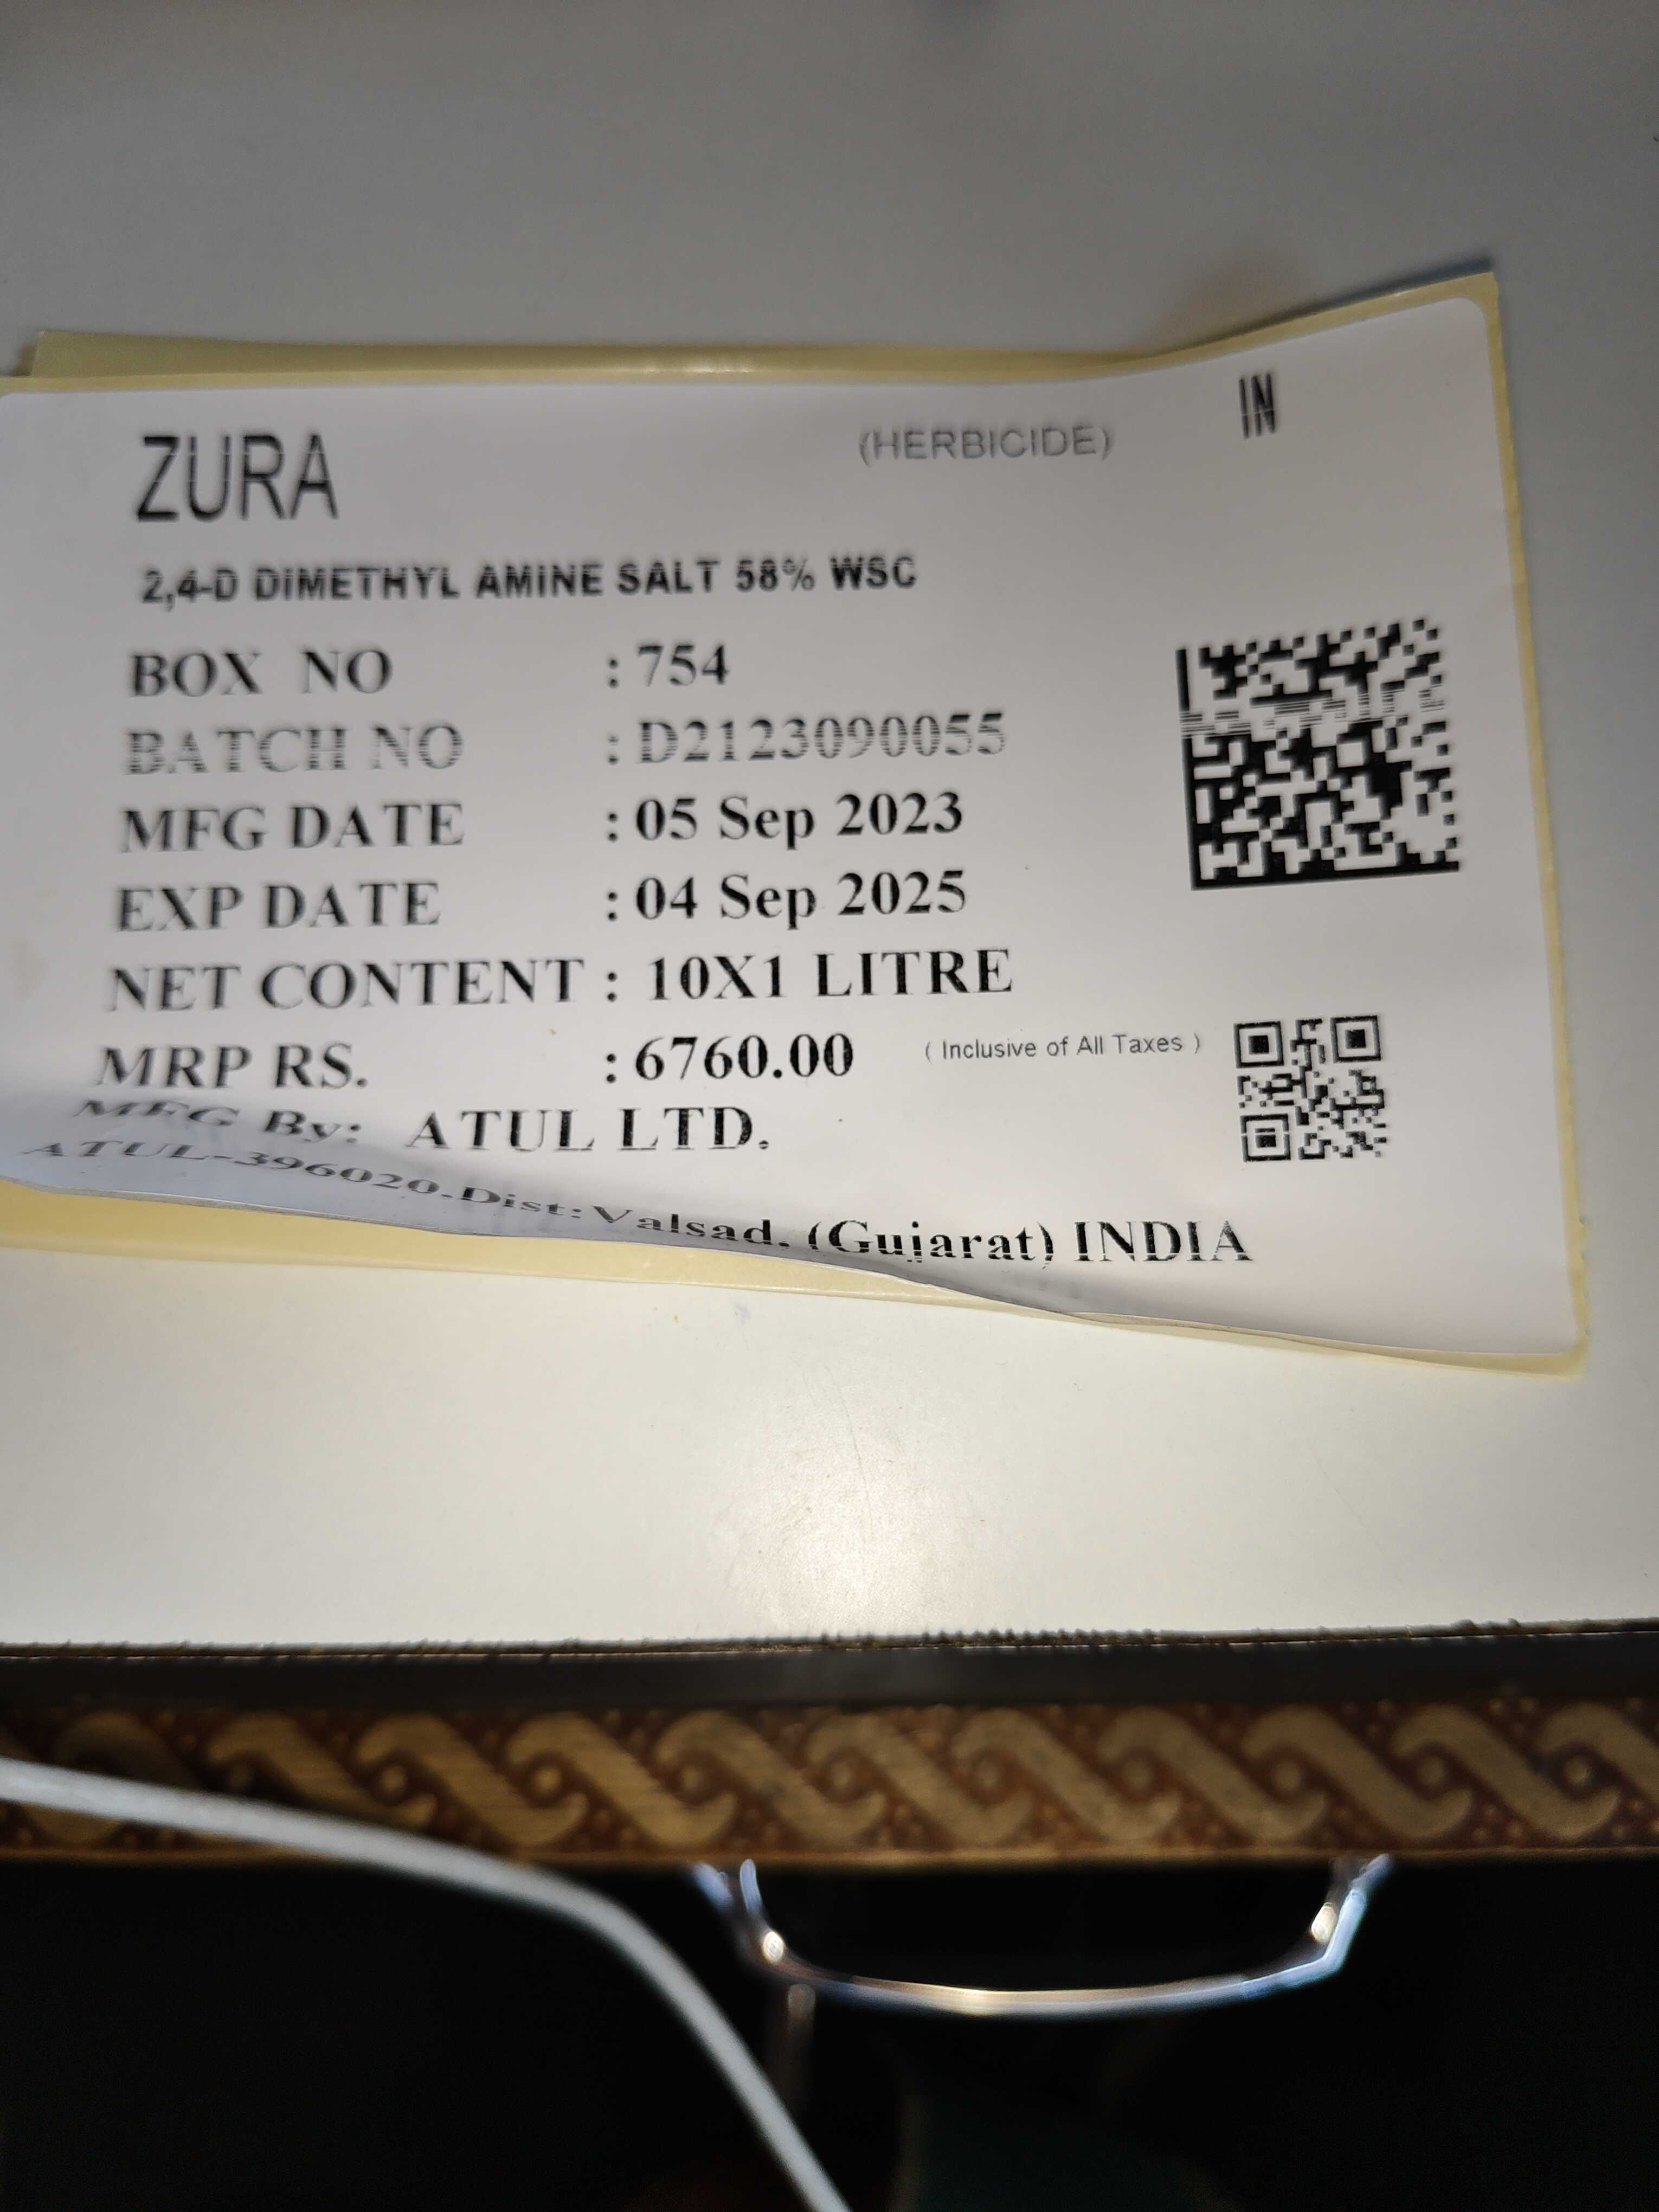 ZURA (HERBICIDE) IN
2,4-D DIMETHYL AMINE SALT 58% WSC
BOX NO : 754
BATCH NO : D2123090055
MFG DATE : 05 Sep 2023
EXP DATE : 04 Sep 2025
NET CONTENT : 10X1 LITRE
MRP RS. : 6760.00 ( Inclusive of All Taxes )
MFG By: ATUL LTD.
ATUL-396020.Dist:Valsad. (Gujarat) INDIA